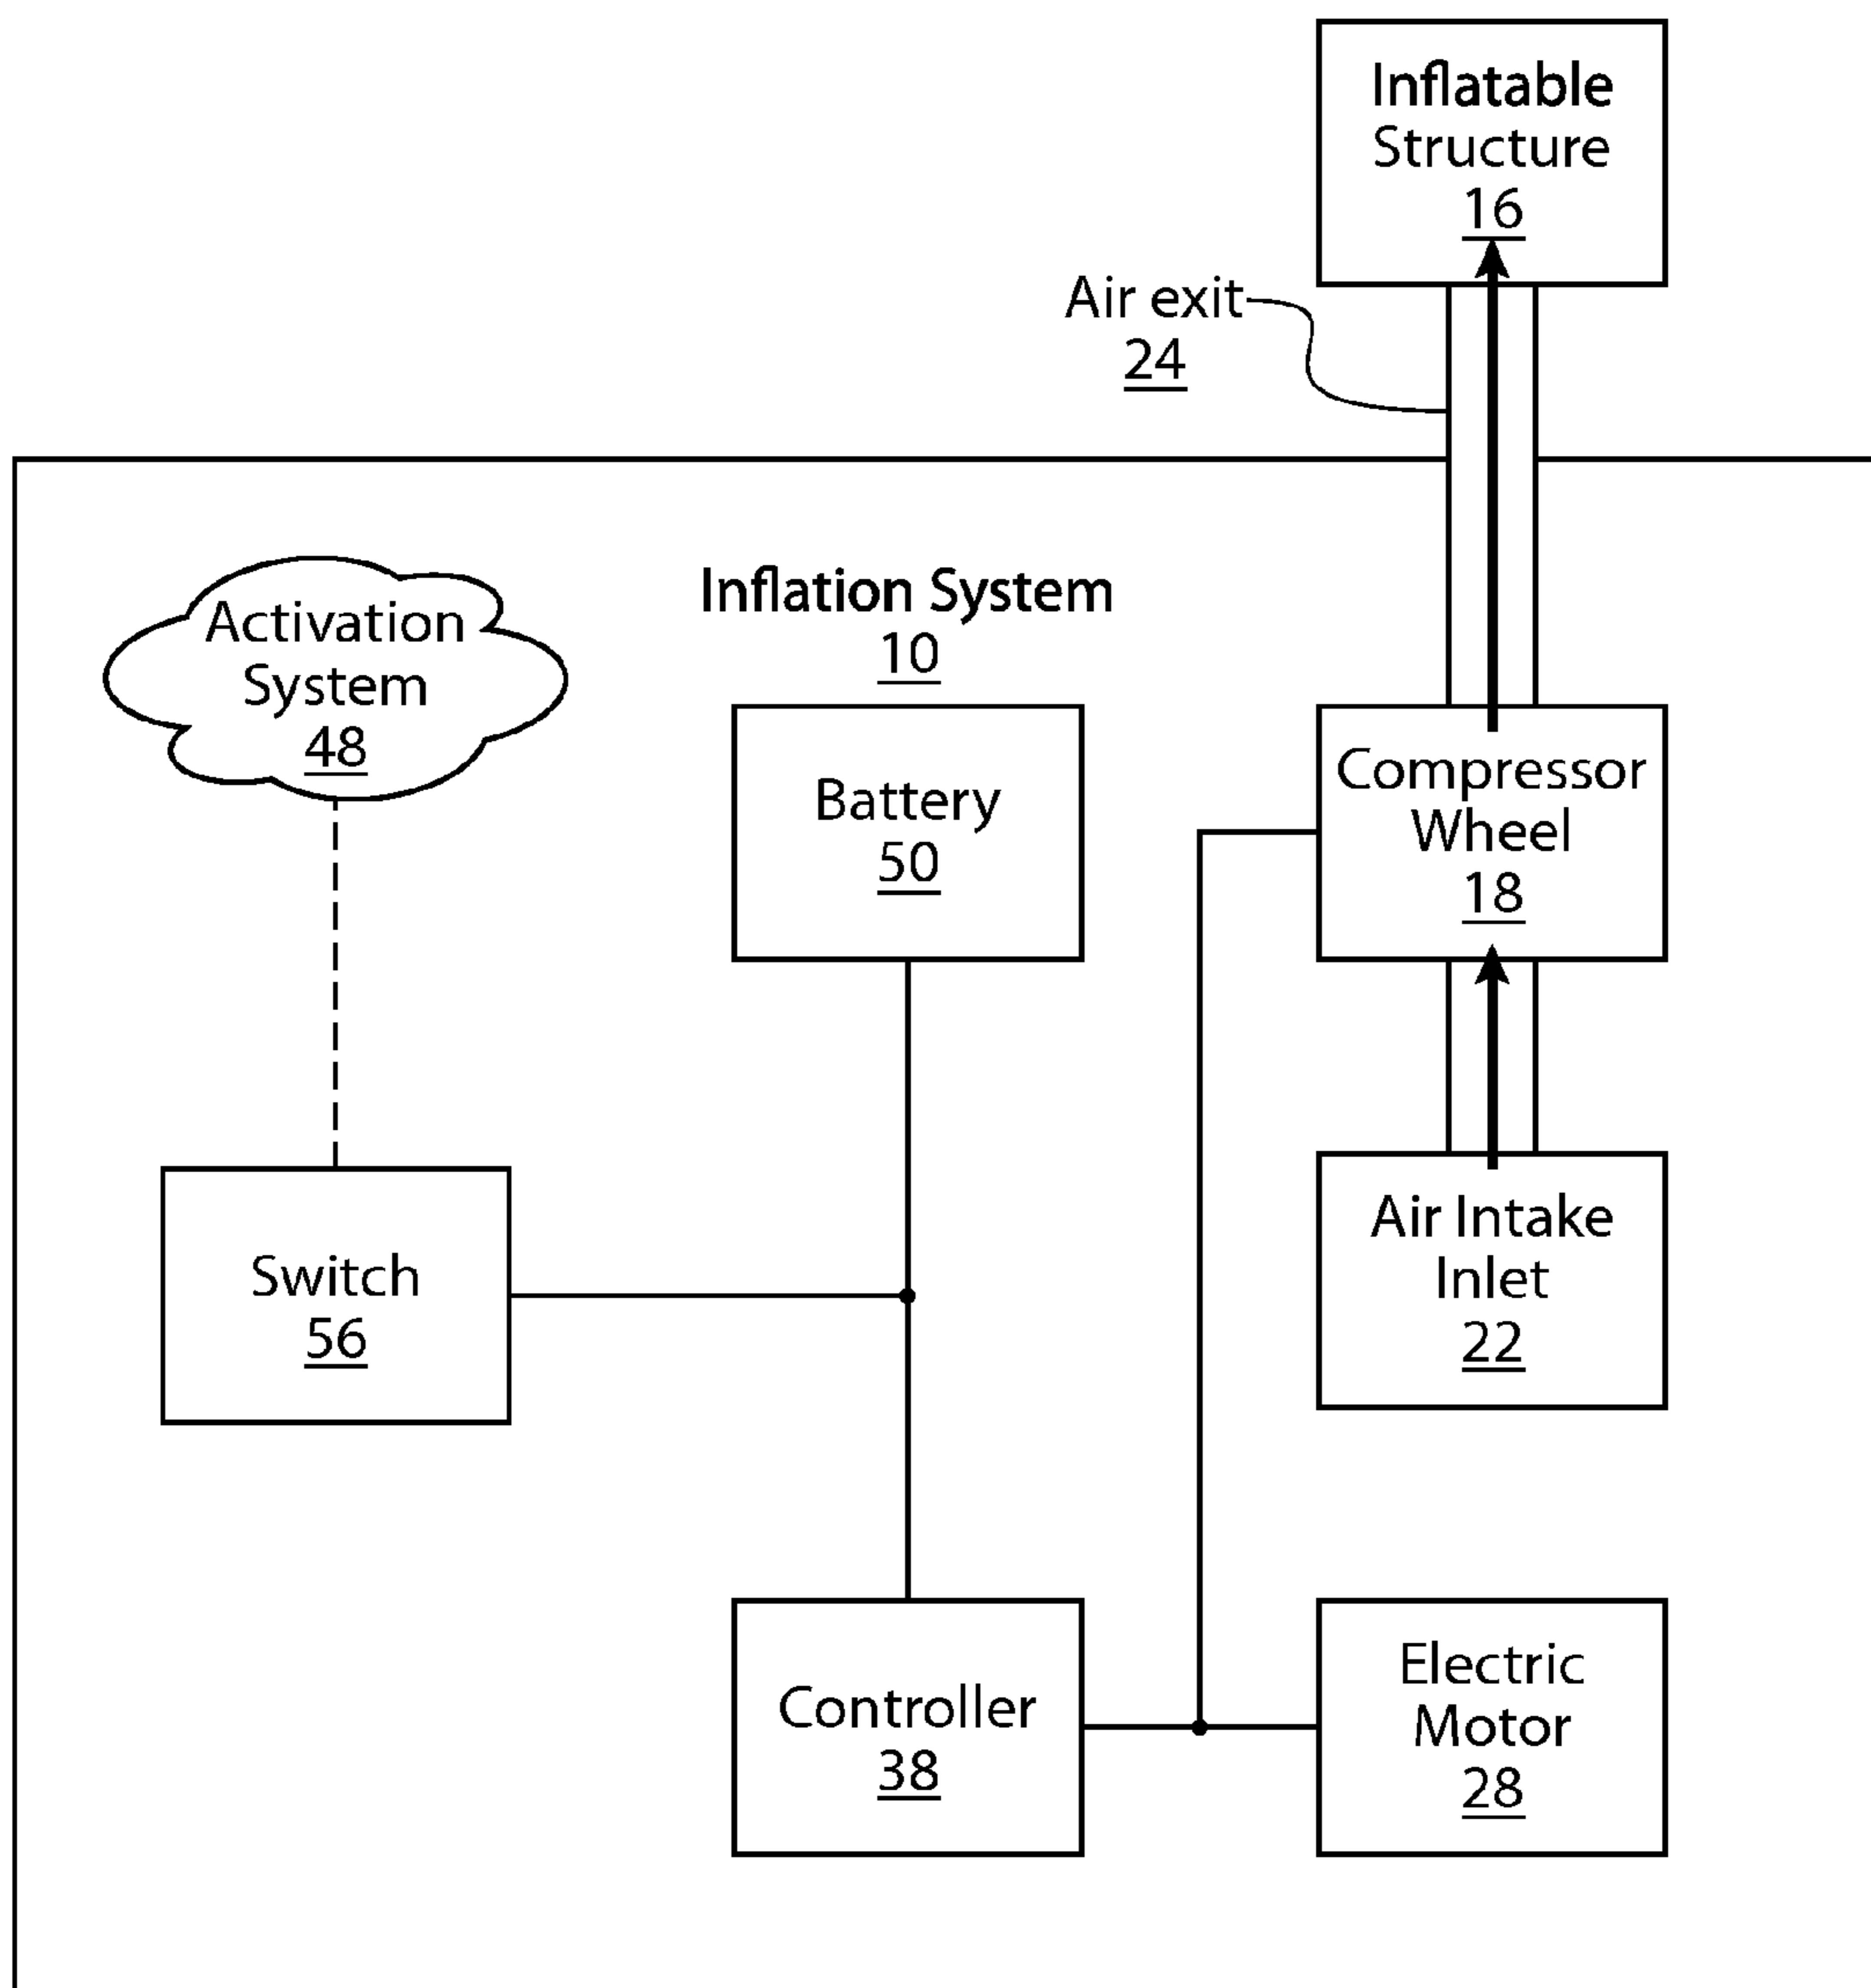 Inflatable
Structure
16
Air exit
24
Inflation System
10
Activation
System
48
Battery
50
Compressor
Wheel
18
Switch
56
Air Intake
Inlet
22
Controller
38
Electric
Motor
28